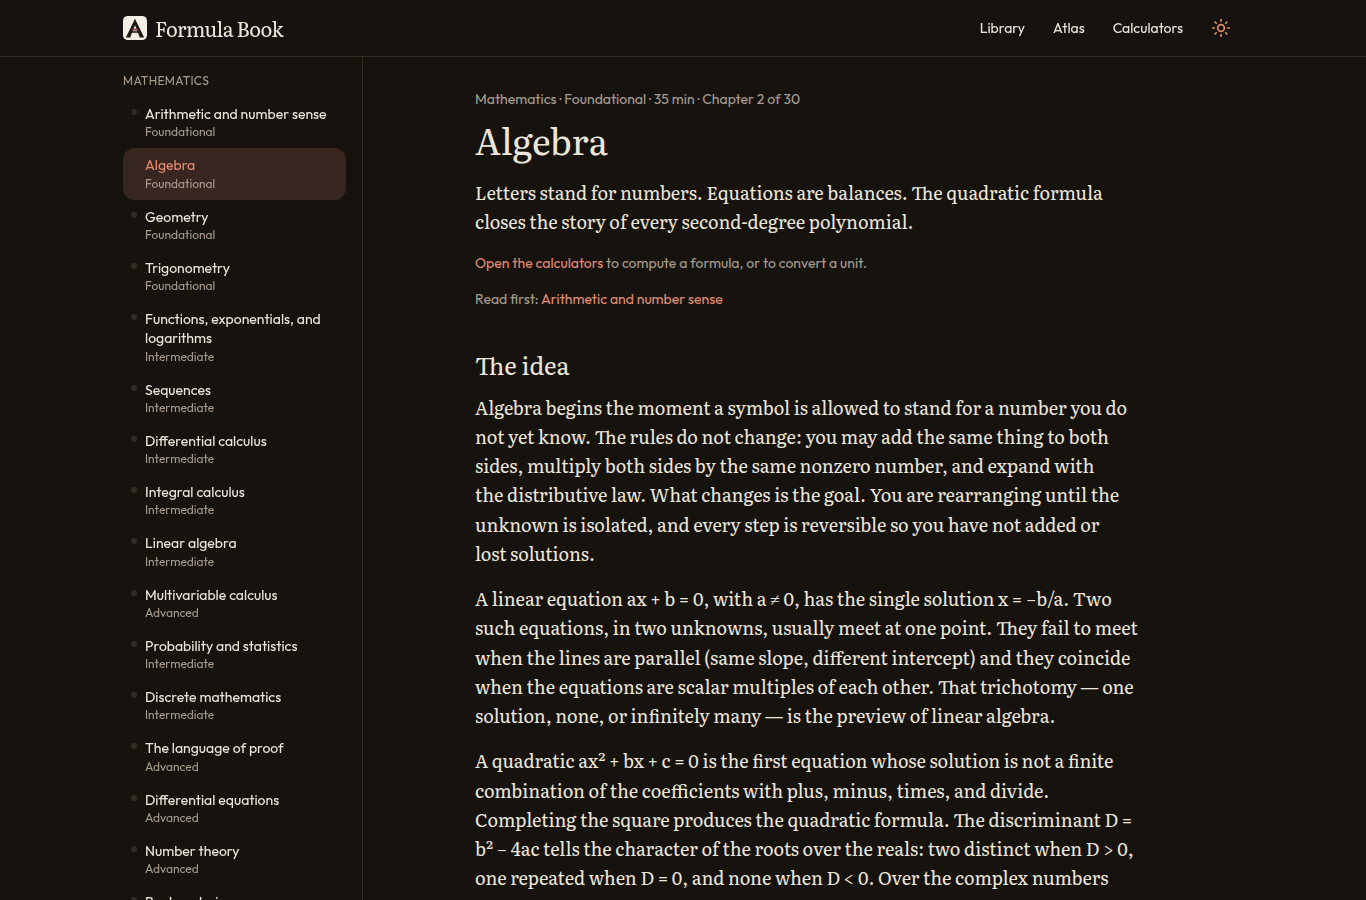 Formula Book
Library
Atlas
Calculators
MATHEMATICS
Arithmetic and number sense
Foundational
Algebra
Foundational
Geometry
Foundational
Trigonometry
Foundational
Functions, exponentials, and
logarithms
Intermediate
Sequences
Intermediate
Differential calculus
Intermediate
Integral calculus
Intermediate
Linear algebra
Intermediate
Multivariable calculus
Advanced
Probability and statistics
Intermediate
Discrete mathematics
Intermediate
The language of proof
Advanced
Differential equations
Advanced
Number theory
Advanced
Mathematics · Foundational · 35 min · Chapter 2 of 30
Algebra
Letters stand for numbers. Equations are balances. The quadratic formula
closes the story of every second-degree polynomial.
Open the calculators to compute a formula, or to convert a unit.
Read first: Arithmetic and number sense
The idea
Algebra begins the moment a symbol is allowed to stand for a number you do
not yet know. The rules do not change: you may add the same thing to both
sides, multiply both sides by the same nonzero number, and expand with
the distributive law. What changes is the goal. You are rearranging until the
unknown is isolated, and every step is reversible so you have not added or
lost solutions.
A linear equation ax + b = 0, with a ≠ 0, has the single solution x = −b/a. Two
such equations, in two unknowns, usually meet at one point. They fail to meet
when the lines are parallel (same slope, different intercept) and they coincide
when the equations are scalar multiples of each other. That trichotomy — one
solution, none, or infinitely many — is the preview of linear algebra.
A quadratic ax² + bx + c = 0 is the first equation whose solution is not a finite
combination of the coefficients with plus, minus, times, and divide.
Completing the square produces the quadratic formula. The discriminant D =
b² − 4ac tells the character of the roots over the reals: two distinct when D > 0,
one repeated when D = 0, and none when D < 0. Over the complex numbers